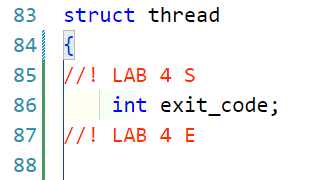 83 struct thread
84 {
85 //! LAB 4 S
86 int exit_code;
87 //! LAB 4 E
88